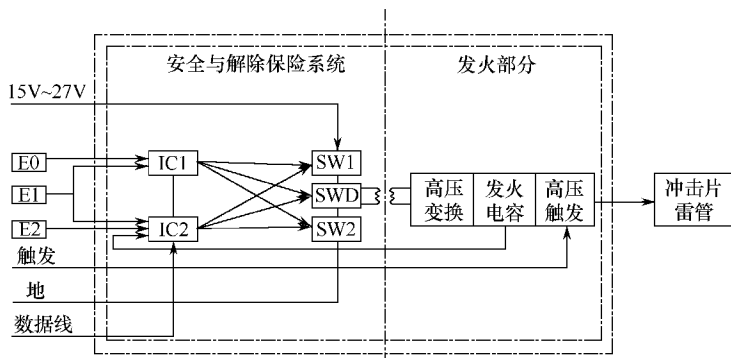 安全与解除保险系统
发火部分
15V~27V
E0
IC1
SW1
E1
SWD
高压
变换
发火
电容
高压
触发
冲击片
雷管
E2
IC2
SW2
触发
地
数据线